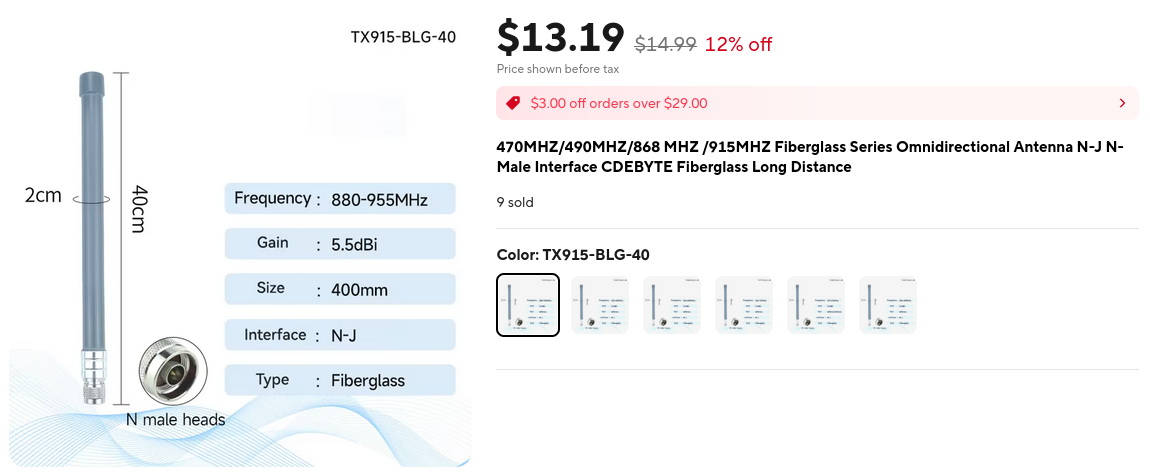 TX915-BLG-40
2cm
40cm
Frequency : 880-955MHz
Gain : 5.5dBi
Size : 400mm
Interface : N-J
Type : Fiberglass
N male heads
$13.19 $14.99 12% off
Price shown before tax
$3.00 off orders over $29.00
470MHZ/490MHZ/868 MHZ /915MHZ Fiberglass Series Omnidirectional Antenna N-J N-
Male Interface CDEBYTE Fiberglass Long Distance
9 sold
Color: TX915-BLG-40